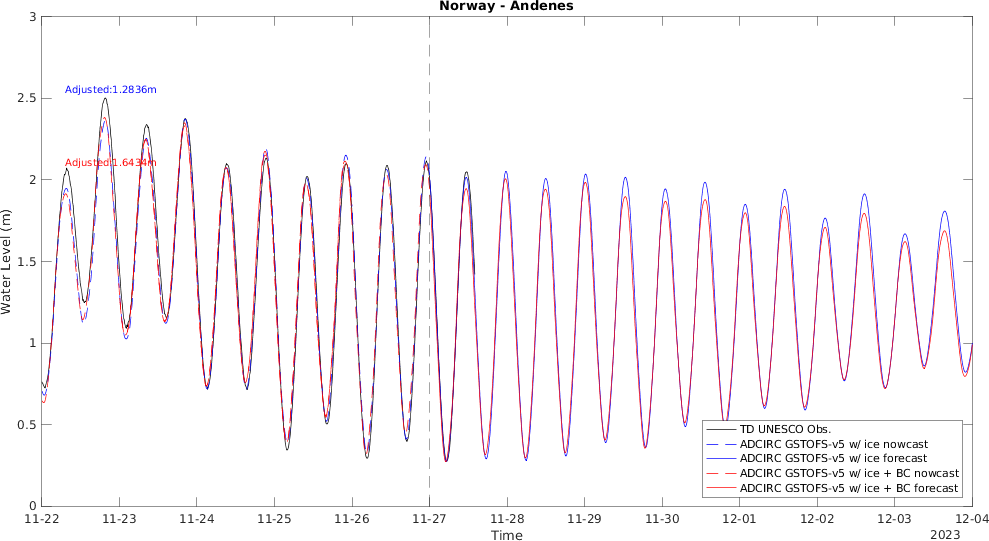 Norway - Andenes
3
2.5
2
1.5
1
0.5
0
Water Level (m)
Adjusted:1.2836m
Adjusted:1.6434m
TD UNESCO Obs.
ADCIRC GSTOFS-v5 w/ ice nowcast
ADCIRC GSTOFS-v5 w/ ice forecast
ADCIRC GSTOFS-v5 w/ ice + BC nowcast
ADCIRC GSTOFS-v5 w/ ice + BC forecast
11-22 11-23 11-24 11-25 11-26 11-27 11-28 11-29 11-30 12-01 12-02 12-03 12-04
Time
2023